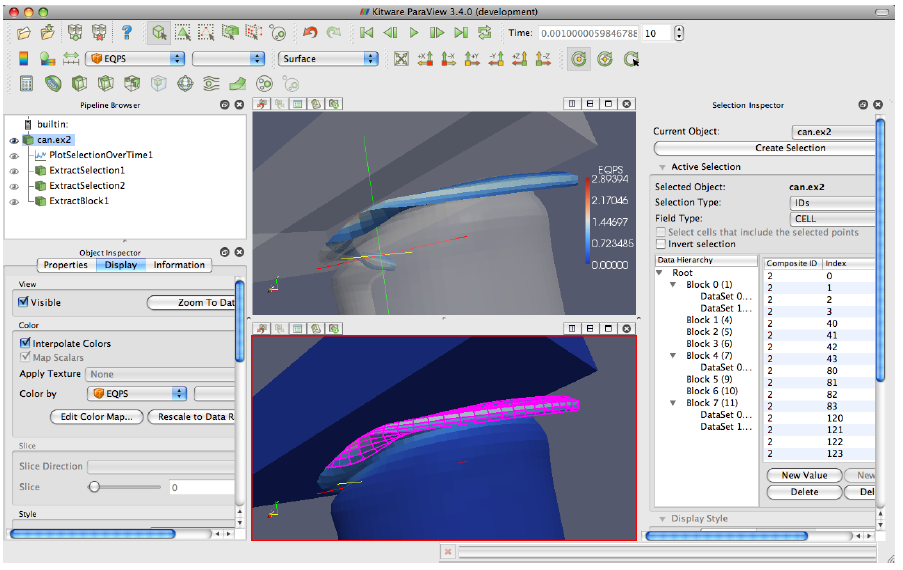 Kitware ParaView 3.4.0 (development)
Time: 0.0010000059846788 10
EQPS Surface
Pipeline Browser
builtin:
can.ex2
PlotSelectionOverTime1
ExtractSelection1
ExtractSelection2
ExtractBlock1
Object Inspector
Properties Display Information
View
Visible Zoom To Dat
Color
Interpolate Colors
Map Scalars
Apply Texture None
Color by EQPS
Edit Color Map... Rescale to Data R
Slice
Slice Direction
Slice 0
Style
EQPS
2.89394
2.17046
1.44697
0.723485
0.00000
Selection Inspector
Current Object: can.ex2
Create Selection
Active Selection
Selected Object: can.ex2
Selection Type: IDs
Field Type: CELL
Select cells that include the selected points
Invert selection
Data Hierarchy
Root
Block 0 (1)
DataSet 0...
DataSet 1...
Block 1 (4)
Block 2 (5)
Block 3 (6)
Block 4 (7)
DataSet 0...
DataSet 1...
Block 5 (9)
Block 6 (10)
Block 7 (11)
DataSet 0...
DataSet 1...
Composite ID Index
2 0
2 1
2 2
2 3
2 40
2 41
2 42
2 43
2 80
2 81
2 82
2 83
2 120
2 121
2 122
2 123
New Value New
Delete Del
Display Style